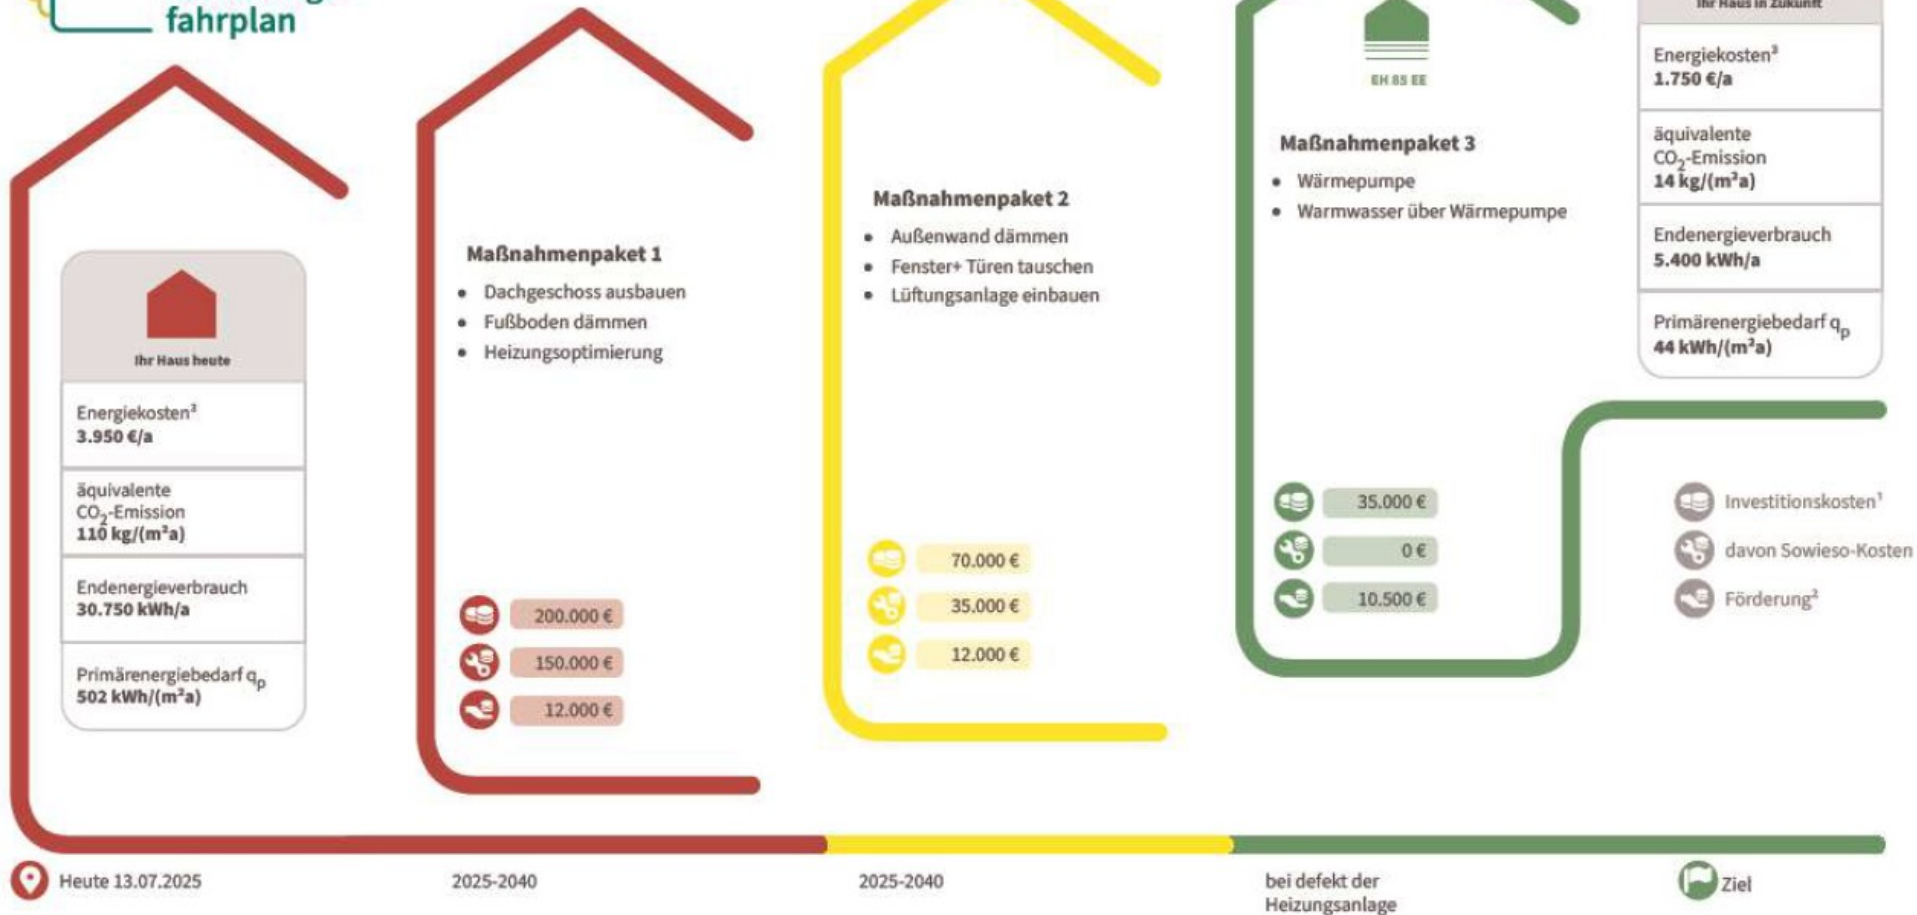 fahrplan
Ihr Haus heute
Energiekosten³
3.950 €/a
äquivalente
CO₂-Emission
110 kg/(m²a)
Endenergieverbrauch
30.750 kWh/a
Primärenergiebedarf qₚ
502 kWh/(m²a)
Maßnahmenpaket 1
• Dachgeschoss ausbauen
• Fußboden dämmen
• Heizungsoptimierung
200.000 €
150.000 €
12.000 €
Maßnahmenpaket 2
• Außenwand dämmen
• Fenster+ Türen tauschen
• Lüftungsanlage einbauen
70.000 €
35.000 €
12.000 €
EH 85 EE
Maßnahmenpaket 3
• Wärmepumpe
• Warmwasser über Wärmepumpe
35.000 €
0 €
10.500 €
Ihr Haus in Zukunft
Energiekosten³
1.750 €/a
äquivalente
CO₂-Emission
14 kg/(m²a)
Endenergieverbrauch
5.400 kWh/a
Primärenergiebedarf qₚ
44 kWh/(m²a)
Investitionskosten¹
davon Sowieso-Kosten
Förderung²
Heute 13.07.2025
2025-2040
2025-2040
bei defekt der
Heizungsanlage
Ziel